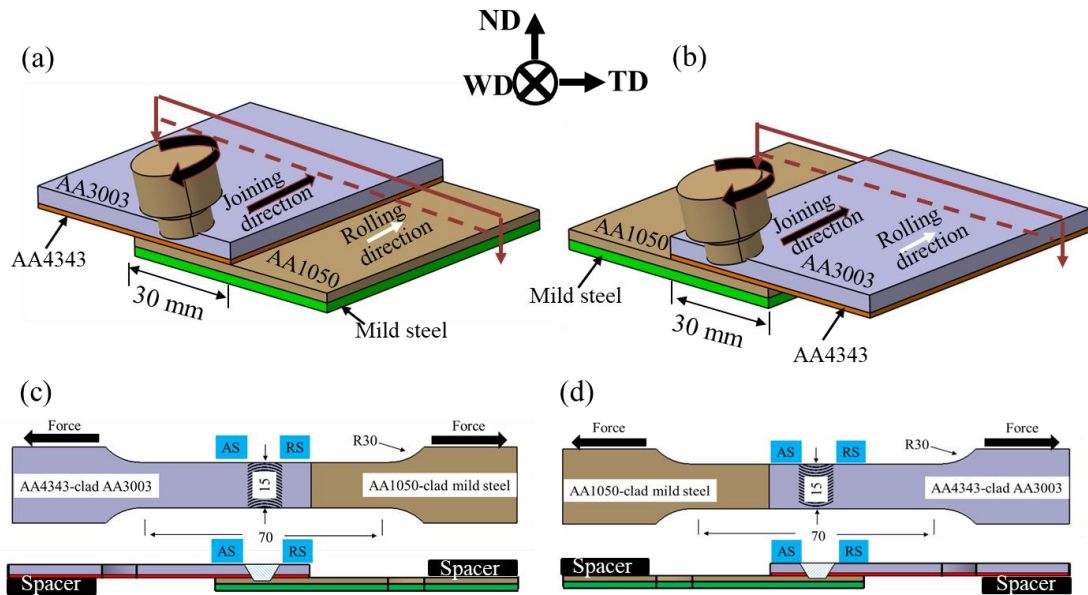 (a)
ND
WD
TD
(b)
AA3003
Joining
direction
Rolling
direction
AA1050
AA4343
30 mm
Mild steel
AA1050
Joining
direction
Rolling
direction
AA3003
Mild steel
30 mm
AA4343
(c)
Force
AS
RS
R30
Force
AA4343-clad AA3003
15
AA1050-clad mild steel
70
AS
RS
Spacer
Spacer
(d)
Force
AS
RS
R30
Force
AA1050-clad mild steel
15
AA4343-clad AA3003
70
AS
RS
Spacer
Spacer